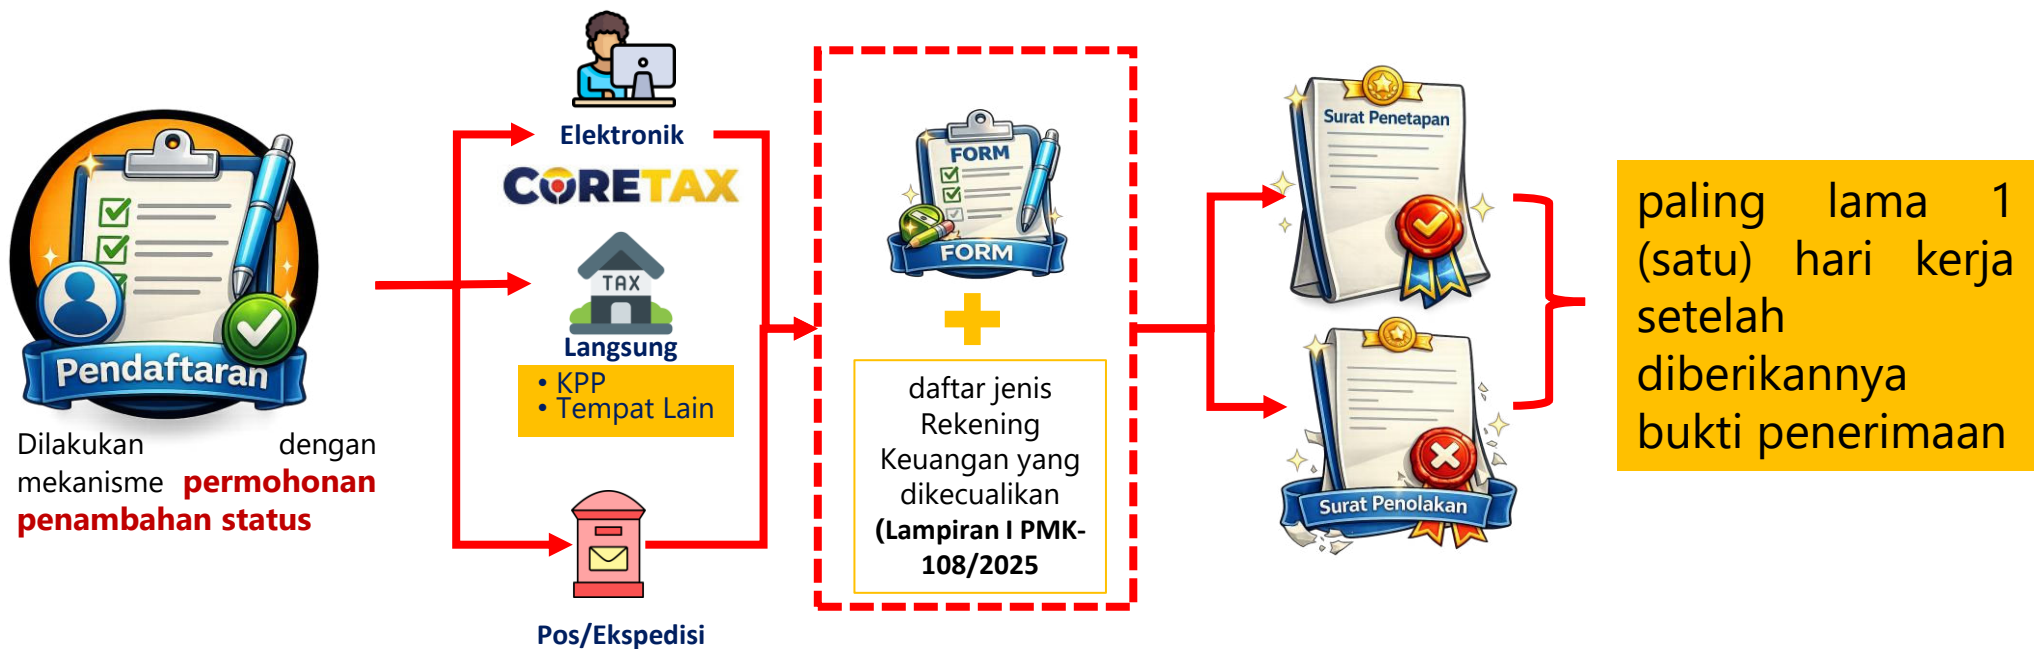 Pendaftaran
Dilakukan dengan
mekanisme permohonan
penambahan status
Elektronik
CORETAX
TAX
Langsung
• KPP
• Tempat Lain
Pos/Ekspedisi
FORM
FORM
daftar jenis
Rekening
Keuangan yang
dikecualikan
(Lampiran I PMK-
108/2025
Surat Penetapan
Surat Penolakan
paling lama 1
(satu) hari kerja
setelah
diberikannya
bukti penerimaan